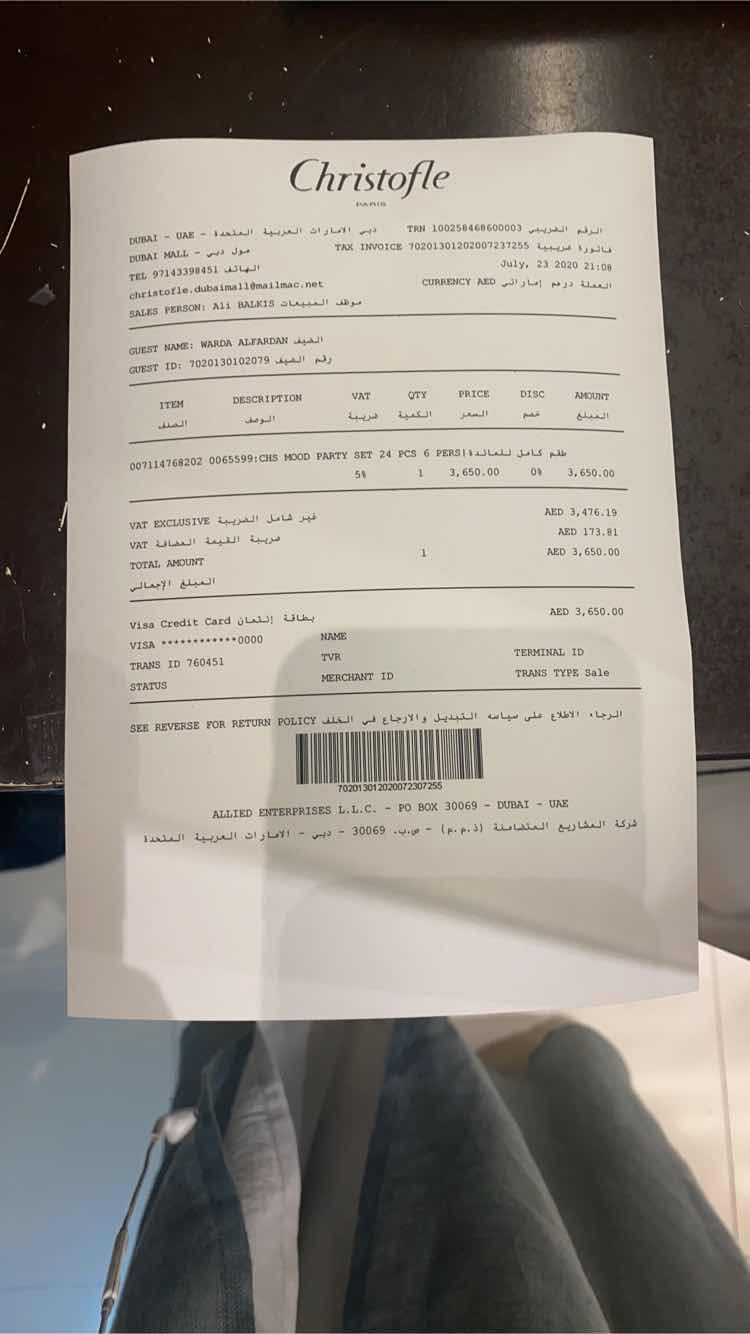 Christofle
PARIS
DUBAI - UAE - دبي الامارات العربية المتحدة TRN 100258468600003 الرقم الضريبي
DUBAI MALL - مول دبي TAX INVOICE 70201301202007237255 فاتورة ضريبية
TEL 97143398451 الهاتف July, 23 2020 21:08
christofle.dubaimall@mailmac.net CURRENCY AED العملة درهم إماراتي
SALES PERSON: Ali BALKIS موظف المبيعات
GUEST NAME: WARDA ALFARDAN الضيف
GUEST ID: 7020130102079 رقم الضيف
ITEM DESCRIPTION VAT QTY PRICE DISC AMOUNT
الصنف الوصف ضريبة الكمية السعر خصم المبلغ
007114768202 0065599:CHS MOOD PARTY SET 24 PCS 6 PERS|طقم كامل للمائدة
5% 1 3,650.00 0% 3,650.00
VAT EXCLUSIVE غير شامل الضريبة AED 3,476.19
VAT ضريبة القيمة المضافة AED 173.81
TOTAL AMOUNT 1 AED 3,650.00
المبلغ الإجمالي
Visa Credit Card بطاقة إئتمان AED 3,650.00
VISA ************0000 NAME
TRANS ID 760451 TVR TERMINAL ID
STATUS MERCHANT ID TRANS TYPE Sale
SEE REVERSE FOR RETURN POLICY الرجاء الاطلاع على سياسه التبديل والارجاع في الخلف
702013012020072307255
ALLIED ENTERPRISES L.L.C. - PO BOX 30069 - DUBAI - UAE
شركة المشاريع المتضامنة (ذ.م.م) - ص.ب. 30069 - دبي - الامارات العربية المتحدة